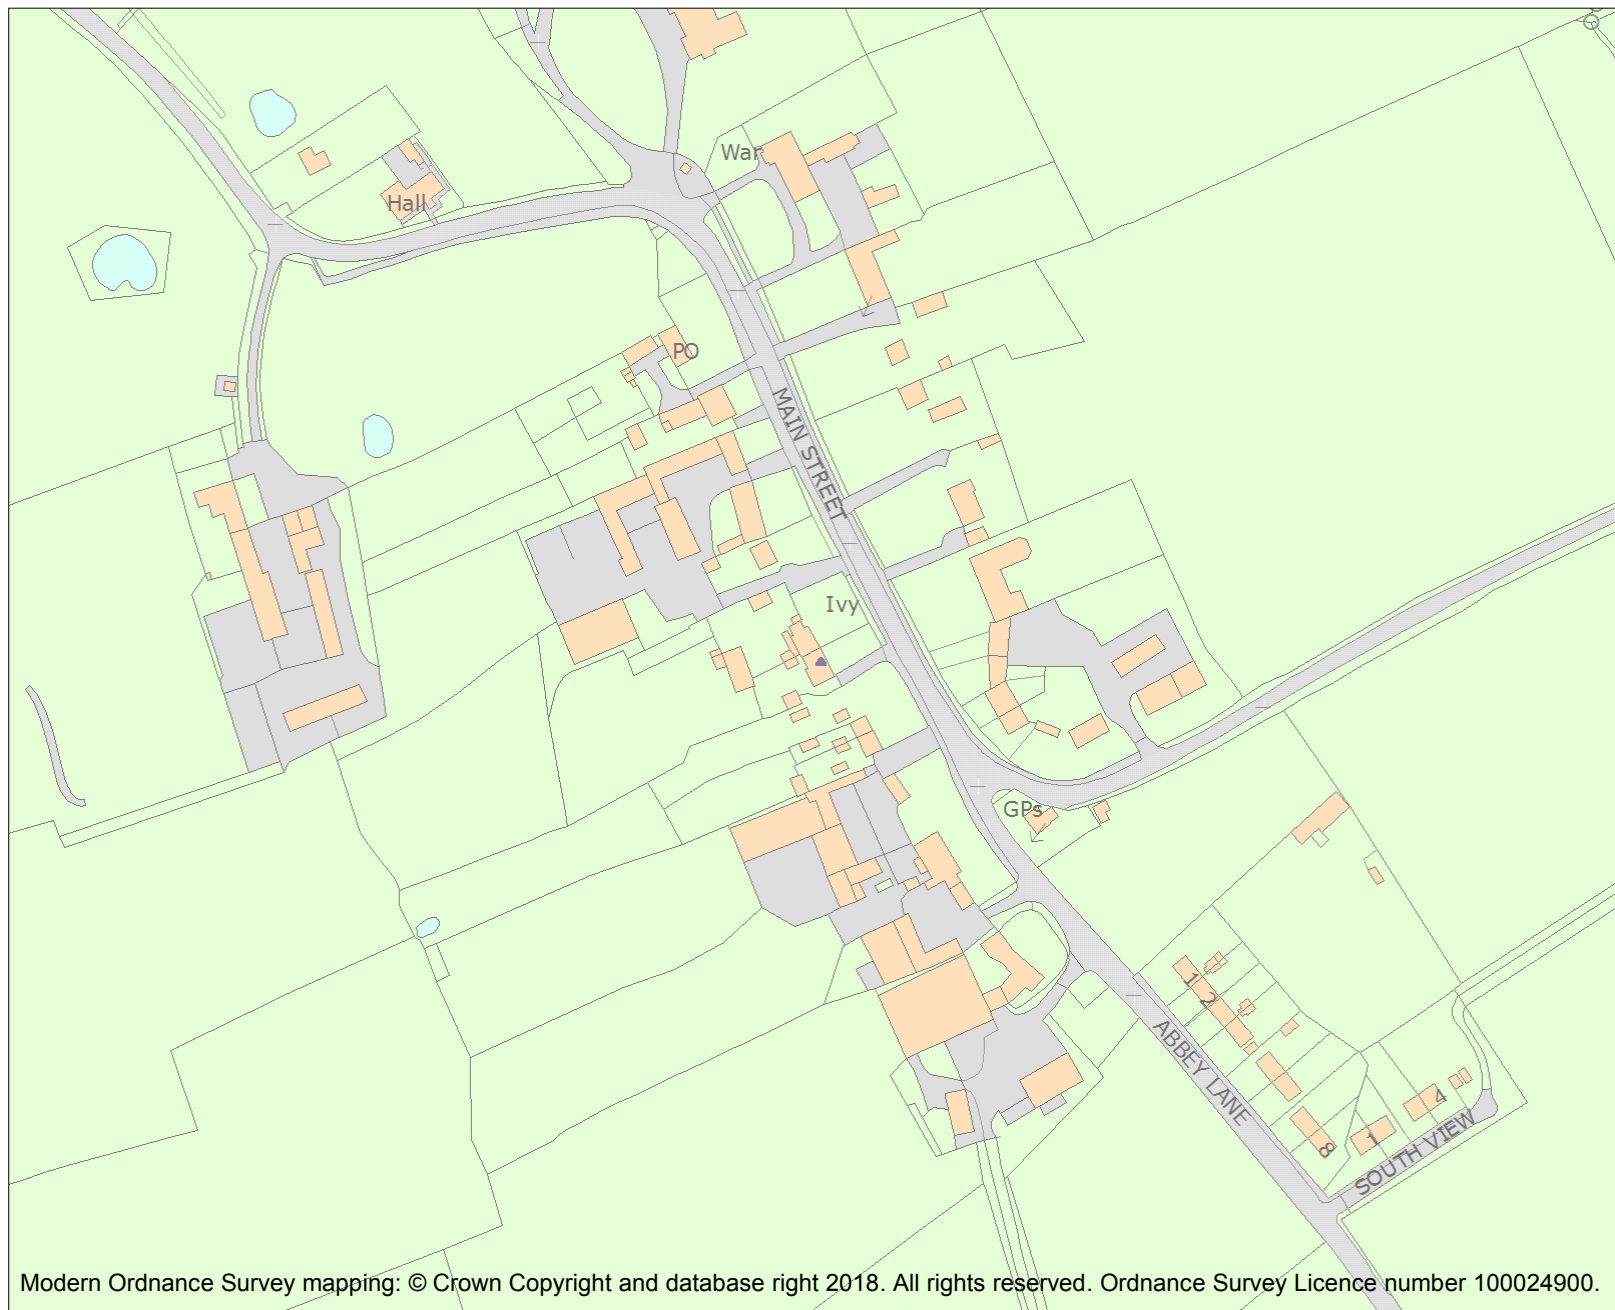 War
Hall
PO
MAIN STREET
Ivy
GPs
1
2
ABBEY LANE
8
1
4
SOUTH VIEW
Modern Ordnance Survey mapping: © Crown Copyright and database right 2018. All rights reserved. Ordnance Survey Licence number 100024900.